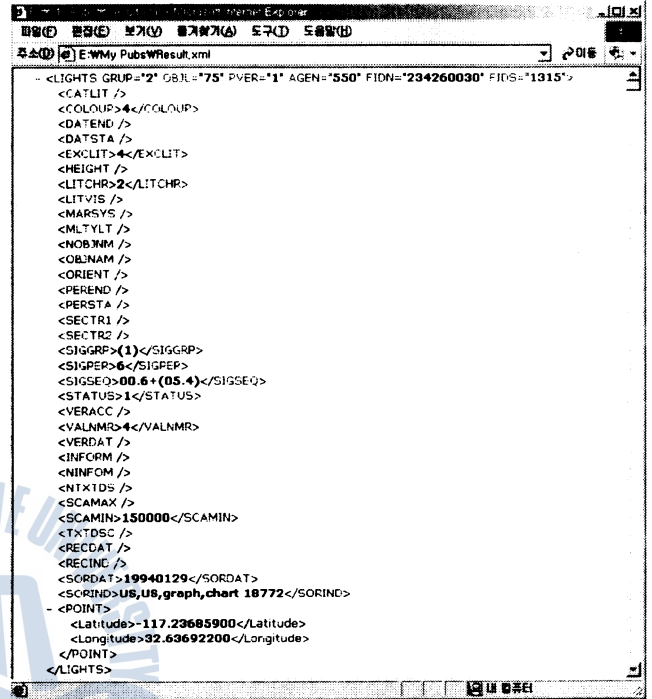 Microsoft Internet Explorer
파일(F) 편집(E) 보기(V) 즐겨찾기(A) 도구(T) 도움말(H)
주소(D) E:\My Pubs\Result.xml 이동
- <LIGHTS GRUP="2" OBJL="75" PVER="1" AGEN="550" FIDN="234260030" FIDS="1315">
<CATLIT />
<COLOUR>4</COLOUR>
<DATEND />
<DATSTA />
<EXCLIT>4</EXCLIT>
<HEIGHT />
<LITCHR>2</LITCHR>
<LITVIS />
<MARSYS />
<MLTYLT />
<NOBJNM />
<OBJNAM />
<ORIENT />
<PEREND />
<PERSTA />
<SECTR1 />
<SECTR2 />
<SIGGRP>(1)</SIGGRP>
<SIGPER>6</SIGPER>
<SIGSEQ>00.6+(05.4)</SIGSEQ>
<STATUS>1</STATUS>
<VERACC />
<VALNMR>4</VALNMR>
<VERDAT />
<INFORM />
<NINFOM />
<NTXTDS />
<SCAMAX />
<SCAMIN>150000</SCAMIN>
<TXTDSC />
<RECDAT />
<RECIND />
<SORDAT>19940129</SORDAT>
<SORIND>US,US,graph,chart 18772</SORIND>
- <POINT>
<Latitude>-117.23685900</Latitude>
<Longitude>32.63692200</Longitude>
</POINT>
</LIGHTS>
내 컴퓨터